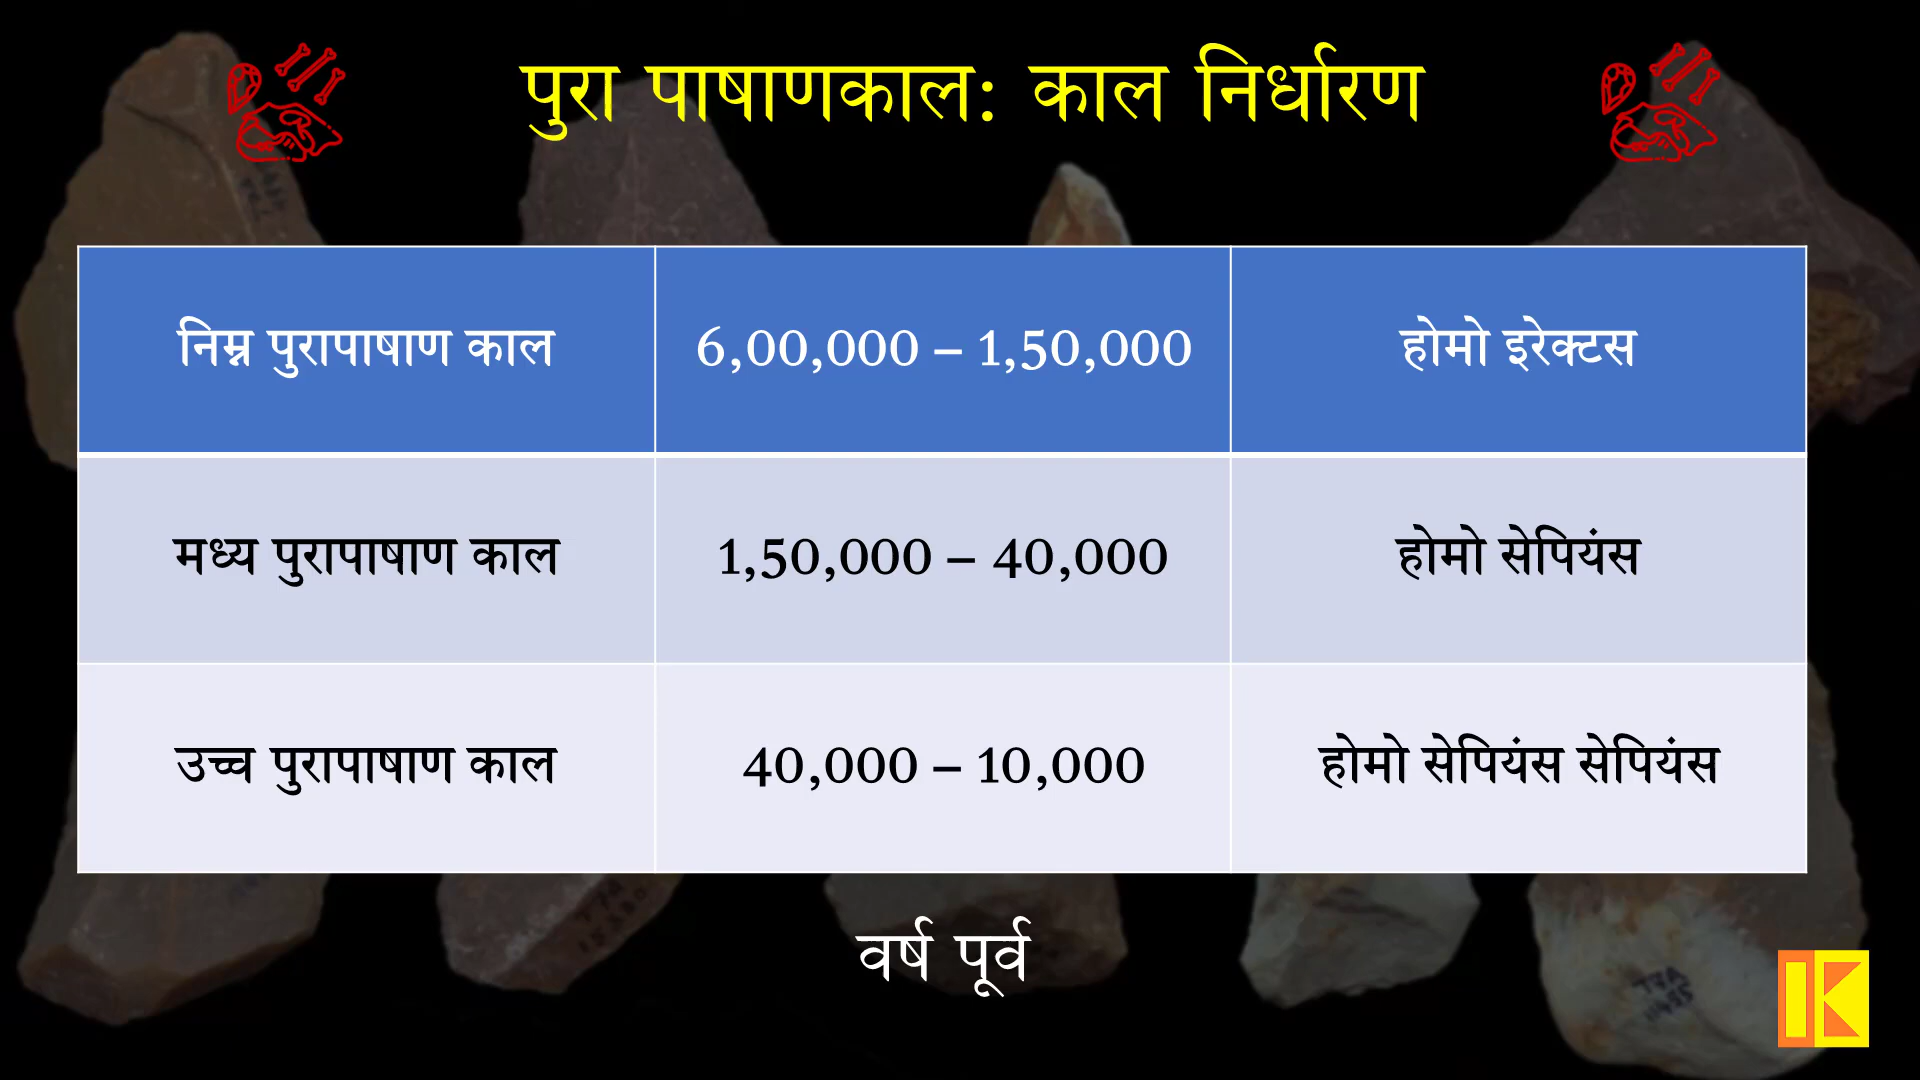 पुरा पाषाणकाल: काल निर्धारण
निम्न पुरापाषाण काल 6,00,000 – 1,50,000 होमो इरेक्टस
मध्य पुरापाषाण काल 1,50,000 – 40,000 होमो सेपियंस
उच्च पुरापाषाण काल 40,000 – 10,000 होमो सेपियंस सेपियंस
वर्ष पूर्व
IK